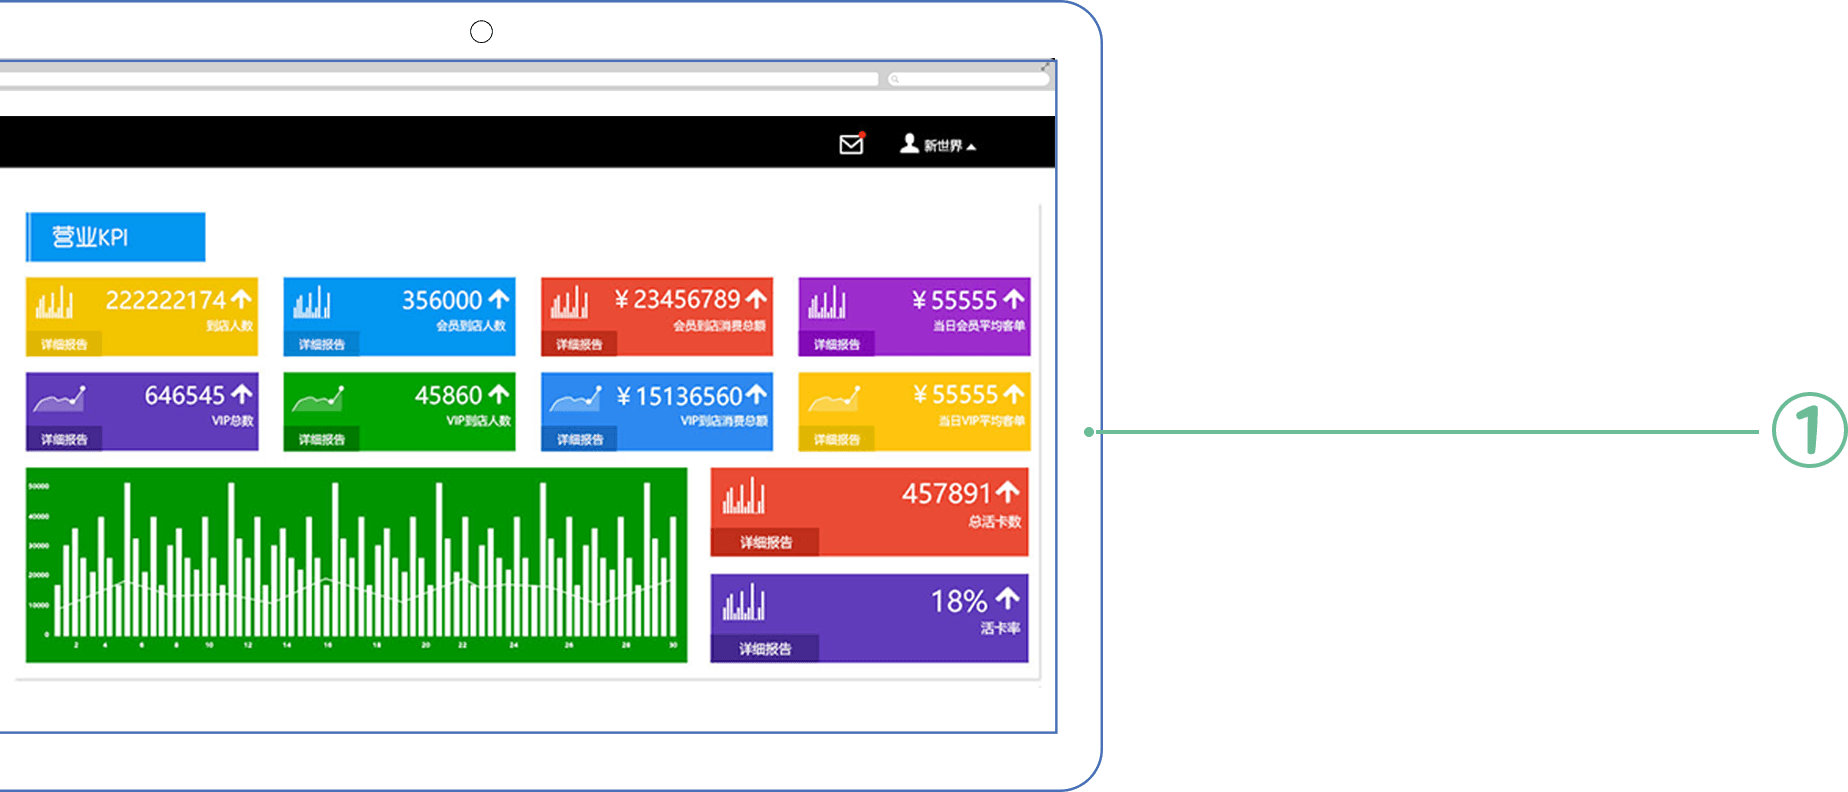 新世界
营业KPI
222222174
到店人数
详细报告
356000
会员到店人数
详细报告
¥23456789
会员到店消费总额
详细报告
¥55555
当日会员平均客单
详细报告
646545
VIP总数
详细报告
45860
VIP到店人数
详细报告
¥15136560
VIP到店消费总额
详细报告
¥55555
当日VIP平均客单
详细报告
50000
40000
30000
20000
10000
0
2 4 6 8 10 12 14 16 18 20 22 24 26 28 30
457891
总活卡数
详细报告
18%
活卡率
详细报告
1